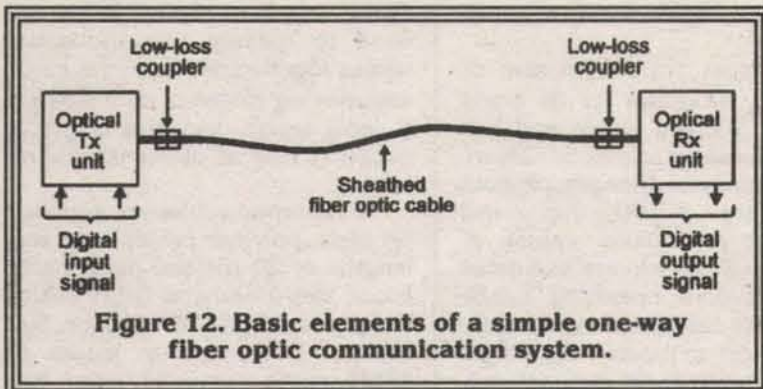 Low-loss
coupler
Low-loss
coupler
Optical
Tx
unit
Optical
Rx
unit
Sheathed
fiber optic cable
Digital
input
signal
Digital
output
signal
Figure 12. Basic elements of a simple one-way
fiber optic communication system.